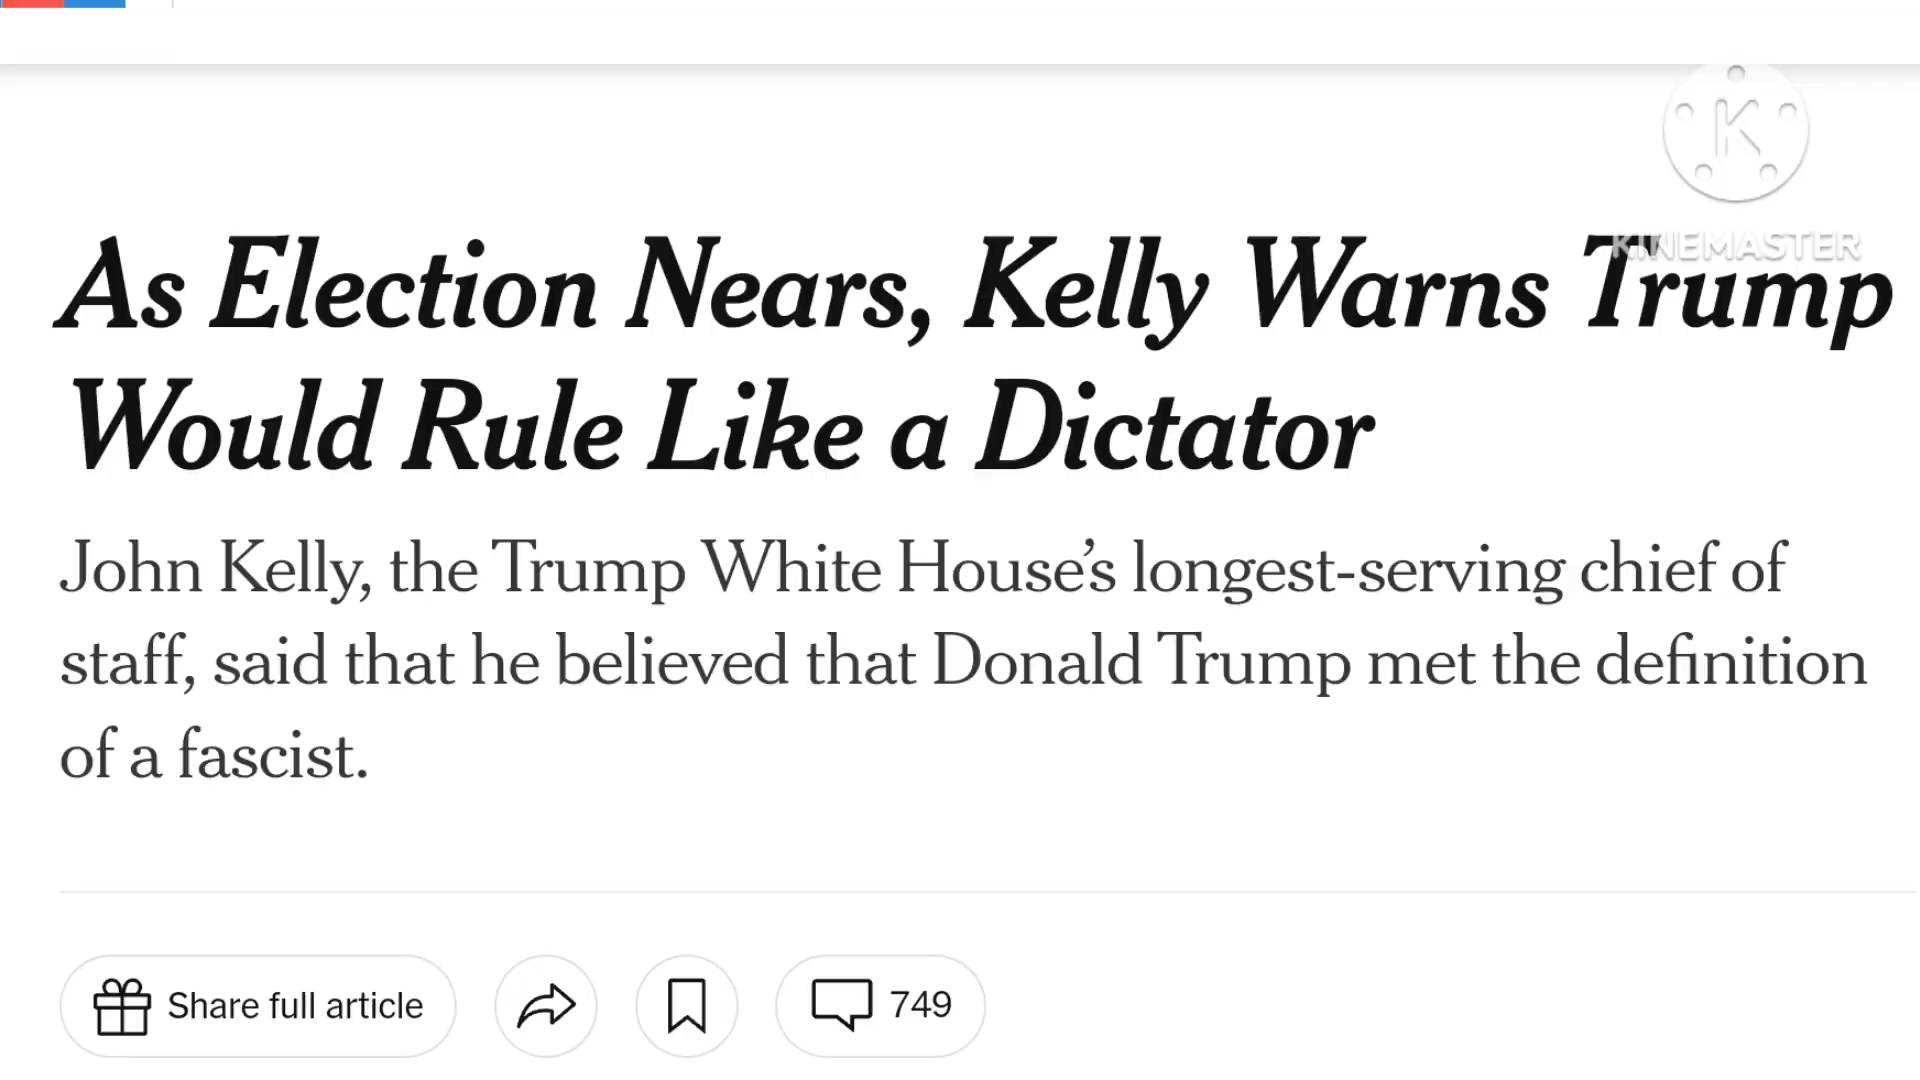 K
KINEMASTER
As Election Nears, Kelly Warns Trump
Would Rule Like a Dictator
John Kelly, the Trump White House’s longest-serving chief of
staff, said that he believed that Donald Trump met the definition
of a fascist.
Share full article
749